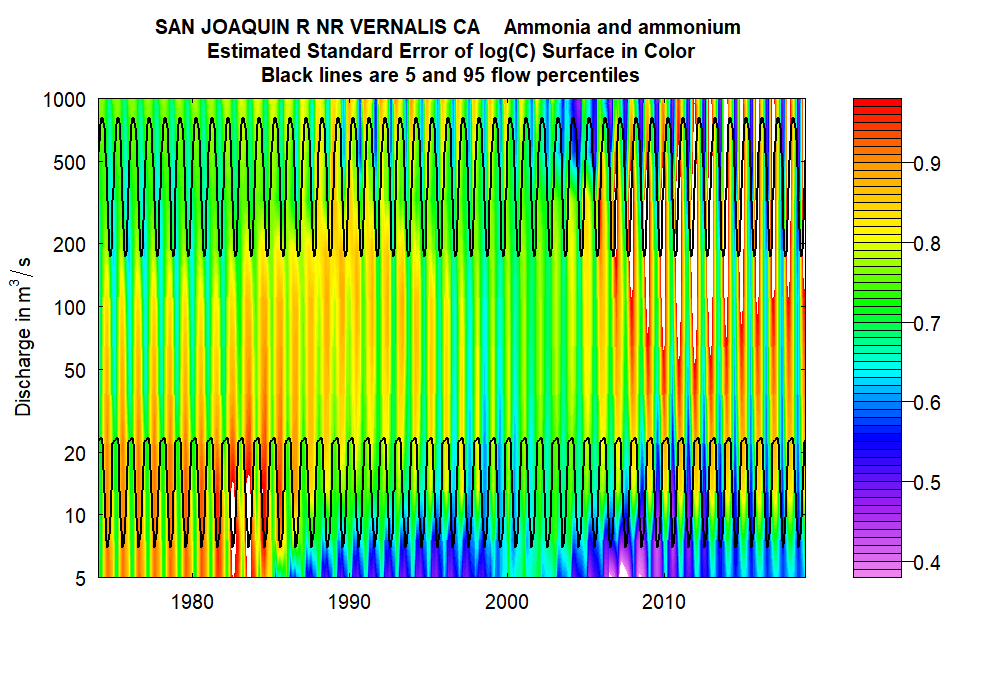 SAN JOAQUIN R NR VERNALIS CA Ammonia and ammonium
Estimated Standard Error of log(C) Surface in Color
Black lines are 5 and 95 flow percentiles
Discharge in m³/s
1000
500
200
100
50
20
10
5
1980 1990 2000 2010
0.9
0.8
0.7
0.6
0.5
0.4